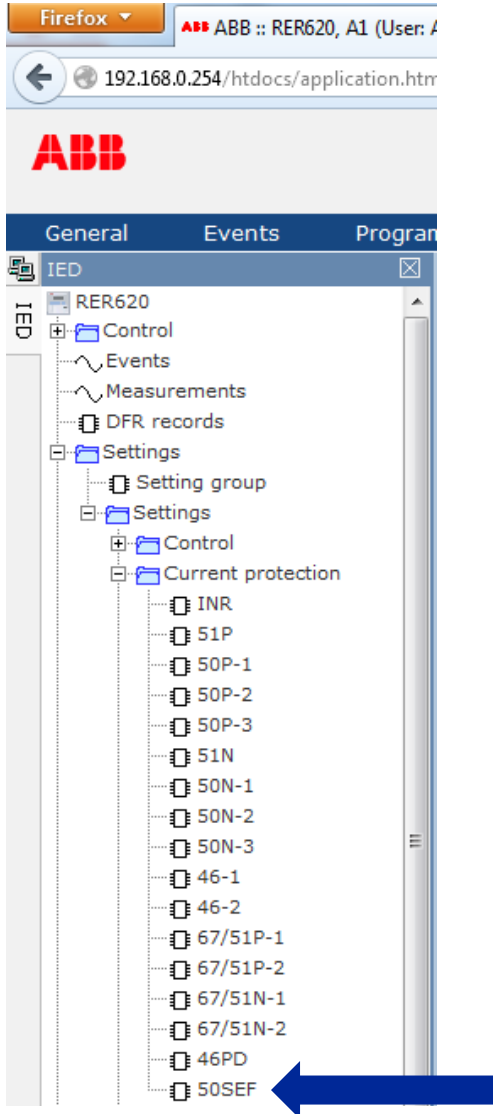 Firefox
ABB ABB :: RER620, A1 (User: A
192.168.0.254/htdocs/application.htm
ABB
General Events Program
IED
IED
RER620
Control
Events
Measurements
DFR records
Settings
Setting group
Settings
Control
Current protection
INR
51P
50P-1
50P-2
50P-3
51N
50N-1
50N-2
50N-3
46-1
46-2
67/51P-1
67/51P-2
67/51N-1
67/51N-2
46PD
50SEF